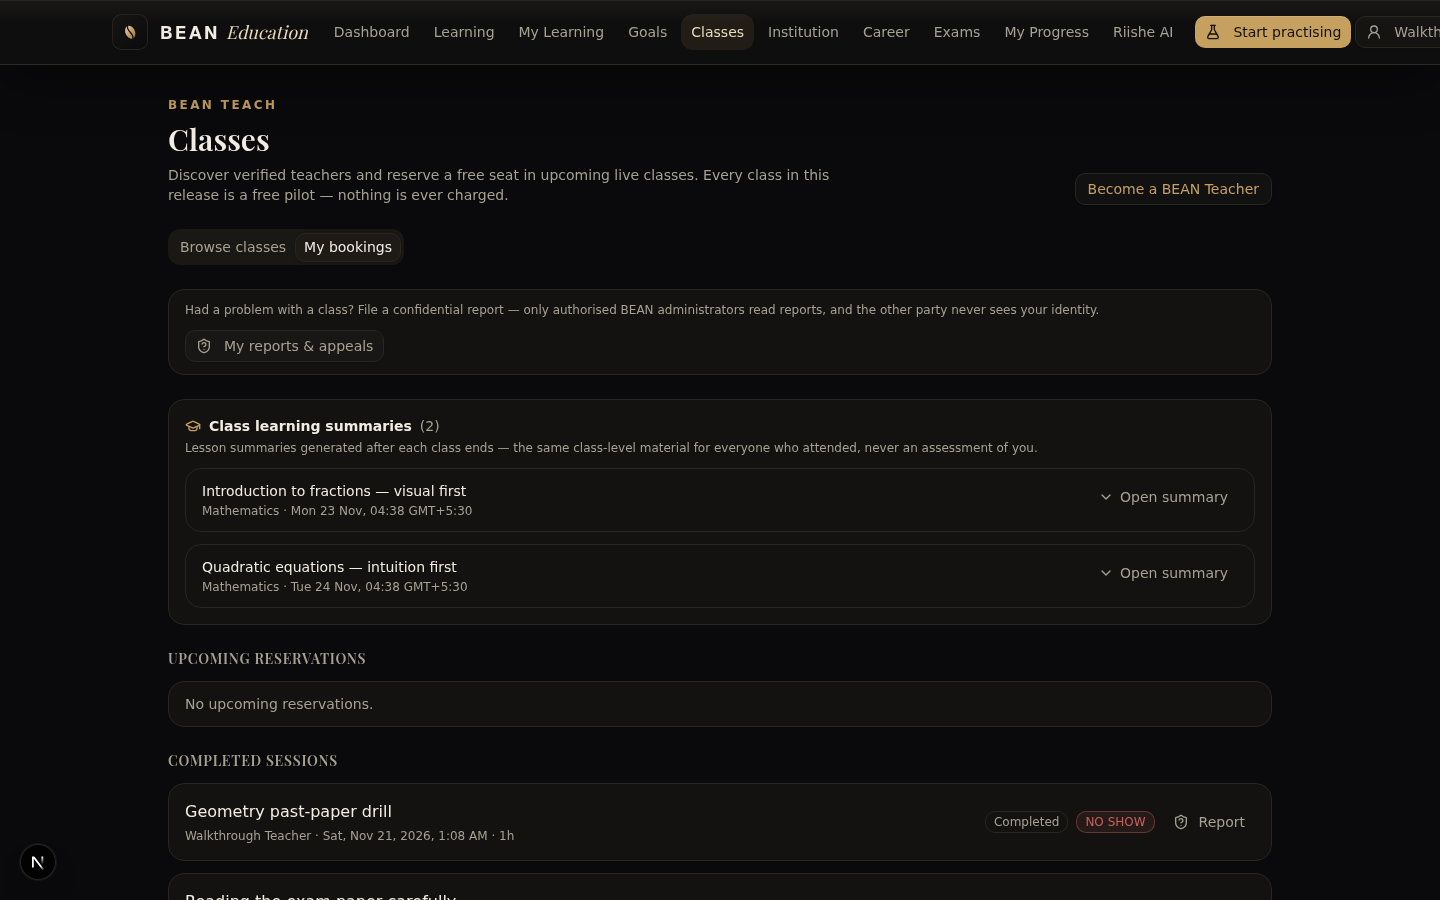 BEAN Education
Dashboard
Learning
My Learning
Goals
Classes
Institution
Career
Exams
My Progress
Riishe AI
Start practising
Walkth
BEAN TEACH
Classes
Discover verified teachers and reserve a free seat in upcoming live classes. Every class in this
release is a free pilot — nothing is ever charged.
Become a BEAN Teacher
Browse classes
My bookings
Had a problem with a class? File a confidential report — only authorised BEAN administrators read reports, and the other party never sees your identity.
My reports & appeals
Class learning summaries (2)
Lesson summaries generated after each class ends — the same class-level material for everyone who attended, never an assessment of you.
Introduction to fractions — visual first
Mathematics · Mon 23 Nov, 04:38 GMT+5:30
Open summary
Quadratic equations — intuition first
Mathematics · Tue 24 Nov, 04:38 GMT+5:30
Open summary
UPCOMING RESERVATIONS
No upcoming reservations.
COMPLETED SESSIONS
Geometry past-paper drill
Walkthrough Teacher · Sat, Nov 21, 2026, 1:08 AM · 1h
Completed
NO SHOW
Report
Reading the exam paper carefully